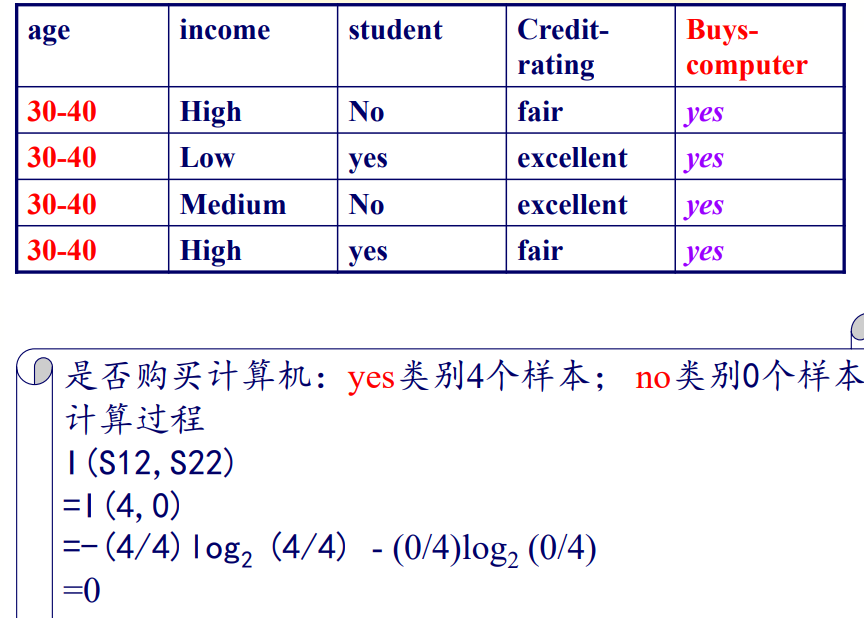 age income student Credit-rating Buys-computer
30-40 High No fair yes
30-40 Low yes excellent yes
30-40 Medium No excellent yes
30-40 High yes fair yes
是否购买计算机：yes类别4个样本；no类别0个样本
计算过程
I(S12,S22)
=I(4,0)
=-(4/4)log₂ (4/4) - (0/4)log₂ (0/4)
=0